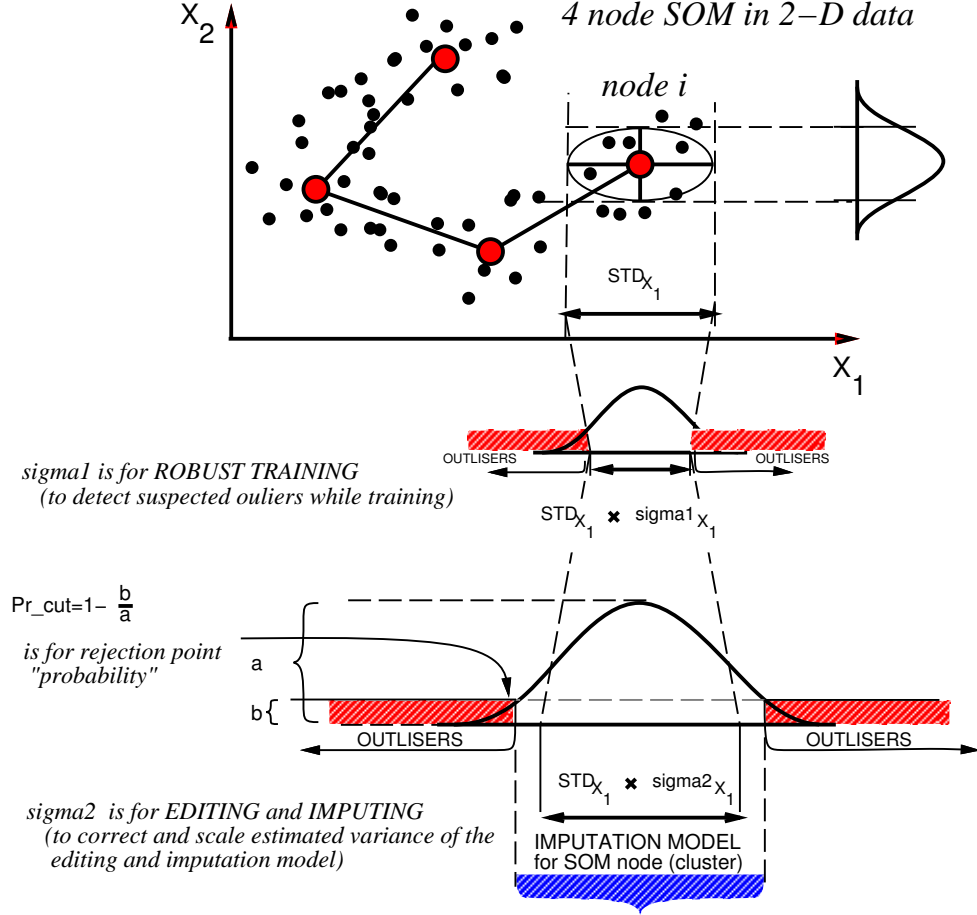 4 node SOM in 2−D data
X2
node i
STDX1
X1
OUTLISERS
OUTLISERS
sigma1 is for ROBUST TRAINING
(to detect suspected ouliers while training)
STDX1 × sigma1X1
Pr_cut=1− b/a
is for rejection point
"probability"
a
b
OUTLISERS
OUTLISERS
STDX1 × sigma2X1
sigma2 is for EDITING and IMPUTING
(to correct and scale estimated variance of the
editing and imputation model)
IMPUTATION MODEL
for SOM node (cluster)